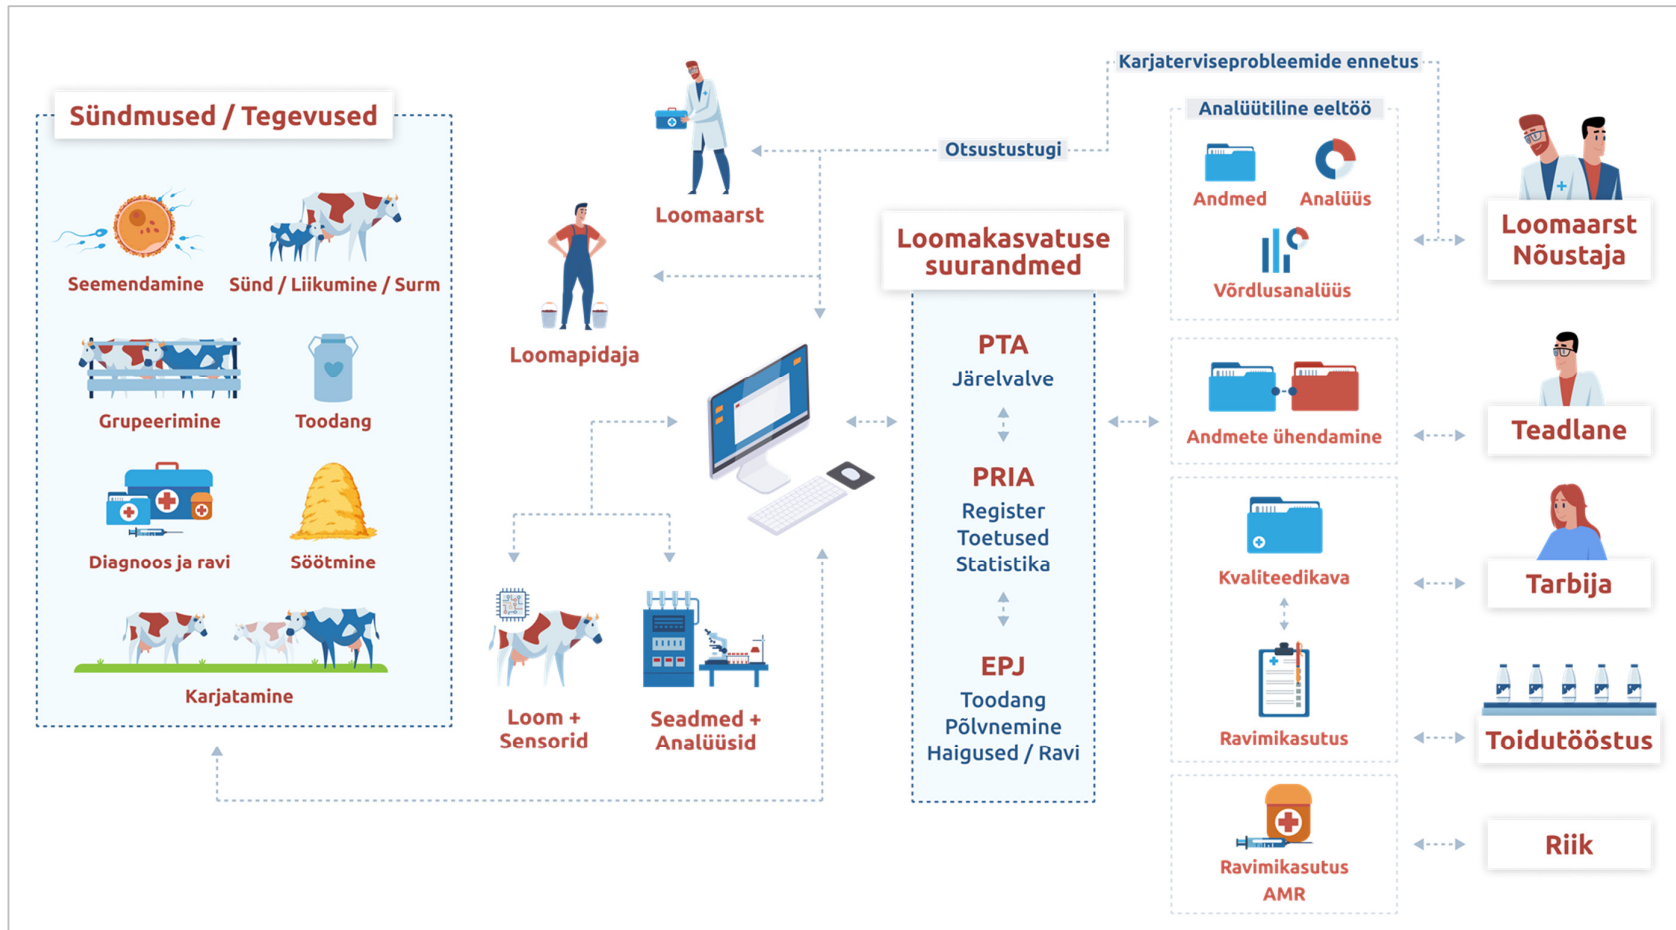 Sündmused / Tegevused
Seemendamine
Sünd / Liikumine / Surm
Grupeerimine
Toodang
Diagnoos ja ravi
Söötmine
Karjatamine
Loomaarst
Loomapidaja
Loom +
Sensorid
Seadmed +
Analüüsid
Otsustustugi
Karjaterviseprobleemide ennetus
Loomakasvatuse
suurandmed
PTA
Järelvalve
PRIA
Register
Toetused
Statistika
EPJ
Toodang
Põlvnemine
Haigused / Ravi
Analüütiline eeltöö
Andmed
Analüüs
Võrdlusanalüüs
Andmete ühendamine
Kvaliteedikava
Ravimikasutus
Ravimikasutus
AMR
Loomaarst
Nõustaja
Teadlane
Tarbija
Toidutööstus
Riik